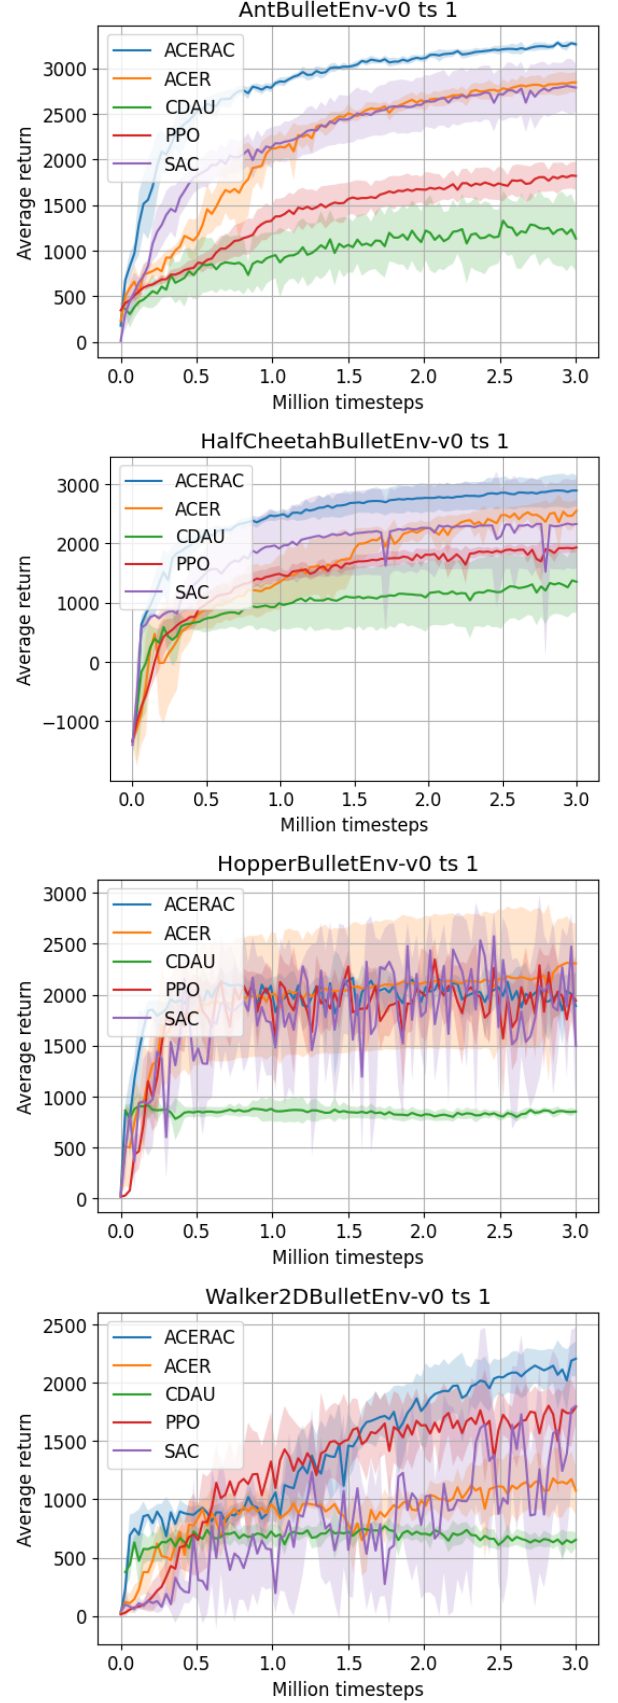 AntBulletEnv-v0 ts 1
ACERAC
ACER
CDAU
PPO
SAC
Average return
3000
2500
2000
1500
1000
500
0
0.0 0.5 1.0 1.5 2.0 2.5 3.0
Million timesteps
HalfCheetahBulletEnv-v0 ts 1
ACERAC
ACER
CDAU
PPO
SAC
Average return
3000
2000
1000
0
−1000
0.0 0.5 1.0 1.5 2.0 2.5 3.0
Million timesteps
HopperBulletEnv-v0 ts 1
ACERAC
ACER
CDAU
PPO
SAC
Average return
3000
2500
2000
1500
1000
500
0
0.0 0.5 1.0 1.5 2.0 2.5 3.0
Million timesteps
Walker2DBulletEnv-v0 ts 1
ACERAC
ACER
CDAU
PPO
SAC
Average return
2500
2000
1500
1000
500
0
0.0 0.5 1.0 1.5 2.0 2.5 3.0
Million timesteps